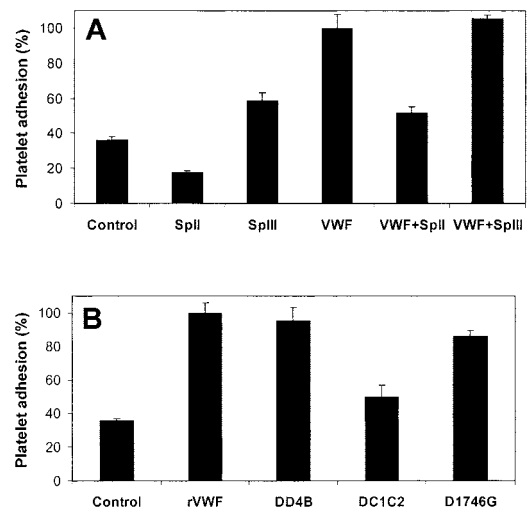 A
Platelet adhesion (%)
100
80
60
40
20
0
Control SpII SpIII VWF VWF+SpII VWF+SpIII
B
Platelet adhesion (%)
100
80
60
40
20
0
Control rVWF DD4B DC1C2 D1746G